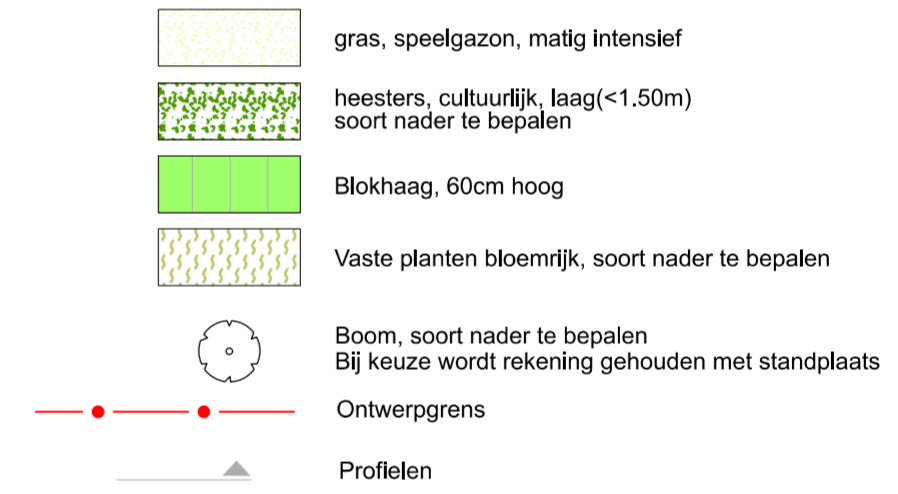 gras, speelgazon, matig intensief
heesters, cultuurlijk, laag(<1.50m)
soort nader te bepalen
Blokhaag, 60cm hoog
Vaste planten bloemrijk, soort nader te bepalen
Boom, soort nader te bepalen
Bij keuze wordt rekening gehouden met standplaats
Ontwerpgrens
Profielen